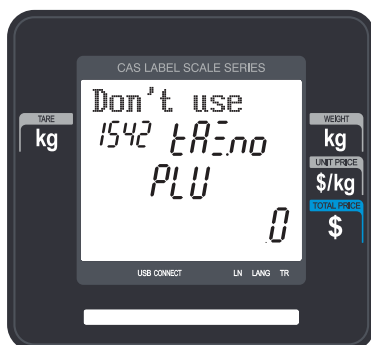 CAS LABEL SCALE SERIES
Don't use
1542 tAΞ.no
PLU
.0
TARE
kg
WEIGHT
kg
UNIT PRICE
$/kg
TOTAL PRICE
$
USB CONNECT LN LANG TR